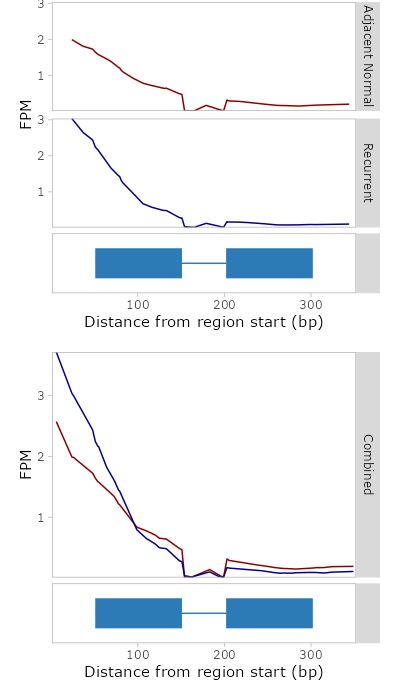 3
2
1
Adjacent Normal
FPM
3
2
1
Recurrent
100 200 300
Distance from region start (bp)
3
1
FPM
Combined
100 200 300
Distance from region start (bp)